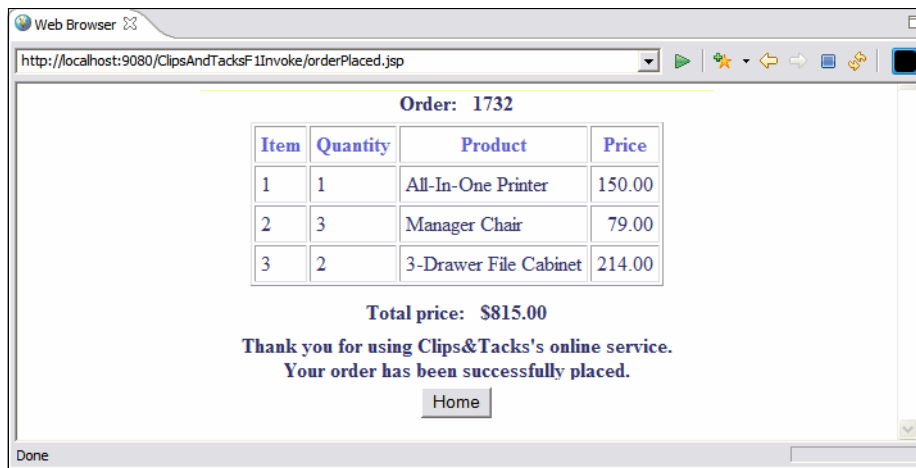 Web Browser
http://localhost:9080/ClipsAndTacksF1Invoke/orderPlaced.jsp
Order: 1732
Item Quantity Product Price
1 1 All-In-One Printer 150.00
2 3 Manager Chair 79.00
3 2 3-Drawer File Cabinet 214.00
Total price: $815.00
Thank you for using Clips&Tacks's online service.
Your order has been successfully placed.
Home
Done